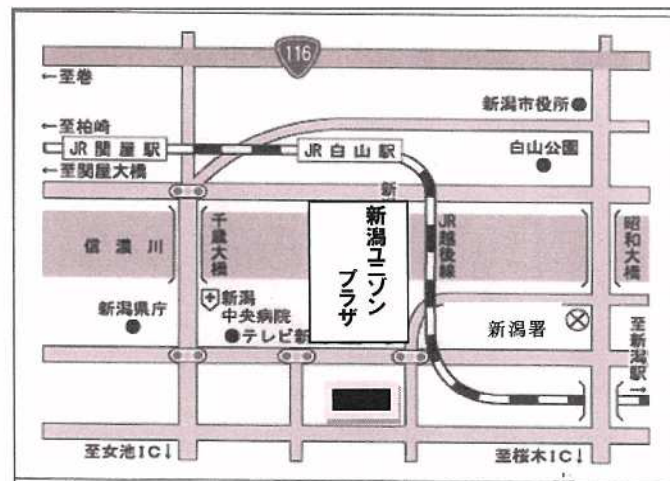 116
←至巻
新潟市役所
←至柏崎
JR関屋駅
JR白山駅
白山公園
←至関屋大橋
新
信濃川
千歳大橋
新潟ユニゾン
プラザ
JR越後線
昭和大橋
新潟県庁
新潟
中央病院
テレビ新
新潟署
至新潟駅→
至女池IC↓
至桜木IC↓